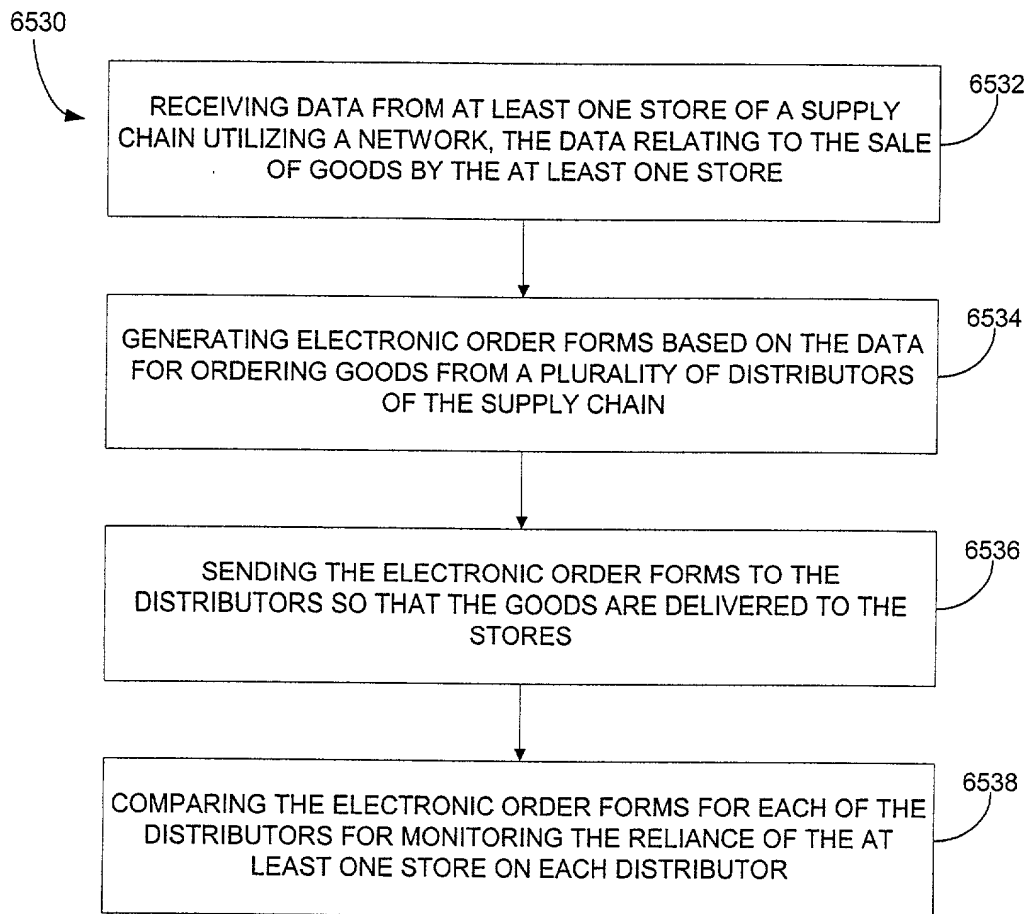 6530
6532
RECEIVING DATA FROM AT LEAST ONE STORE OF A SUPPLY
CHAIN UTILIZING A NETWORK, THE DATA RELATING TO THE SALE
OF GOODS BY THE AT LEAST ONE STORE
6534
GENERATING ELECTRONIC ORDER FORMS BASED ON THE DATA
FOR ORDERING GOODS FROM A PLURALITY OF DISTRIBUTORS
OF THE SUPPLY CHAIN
6536
SENDING THE ELECTRONIC ORDER FORMS TO THE
DISTRIBUTORS SO THAT THE GOODS ARE DELIVERED TO THE
STORES
6538
COMPARING THE ELECTRONIC ORDER FORMS FOR EACH OF THE
DISTRIBUTORS FOR MONITORING THE RELIANCE OF THE AT
LEAST ONE STORE ON EACH DISTRIBUTOR